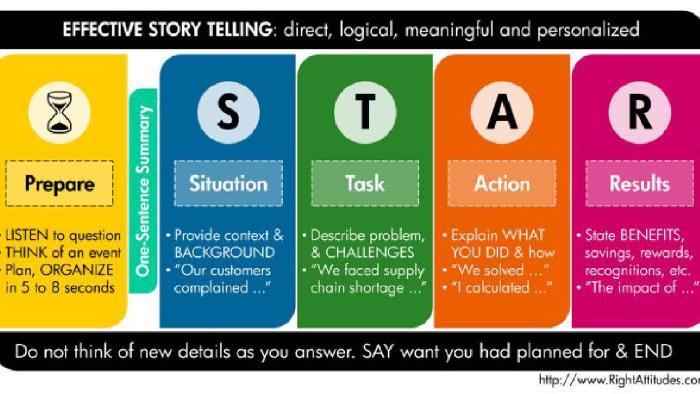 EFFECTIVE STORY TELLING: direct, logical, meaningful and personalized
Prepare
• LISTEN to question
• THINK of an event
• Plan, ORGANIZE
in 5 to 8 seconds
One-Sentence Summary
S
Situation
• Provide context &
BACKGROUND
• "Our customers
complained ..."
T
Task
• Describe problem,
& CHALLENGES
• "We faced supply
chain shortage ..."
A
Action
• Explain WHAT
YOU DID & how
• "We solved ..."
• "I calculated ..."
R
Results
• State BENEFITS,
savings, rewards,
recognitions, etc.
• "The impact of ..."
Do not think of new details as you answer. SAY want you had planned for & END
http://www.RightAttitudes.com